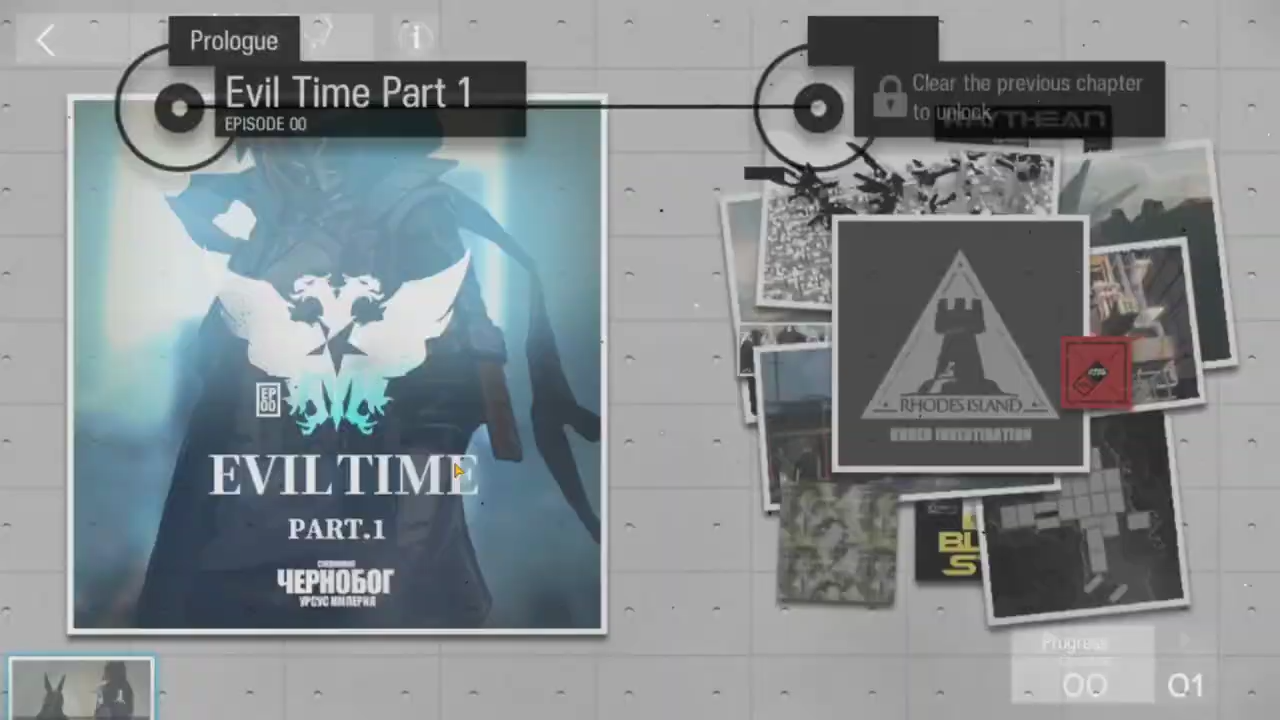 Prologue
Evil Time Part 1
EPISODE 00
Clear the previous chapter
to unlock
EP
00
EVIL TIME
PART.1
ЧЕРНОБОГ
УРСУС ИМПЕРИЯ
RHODES ISLAND
Progress
00
01